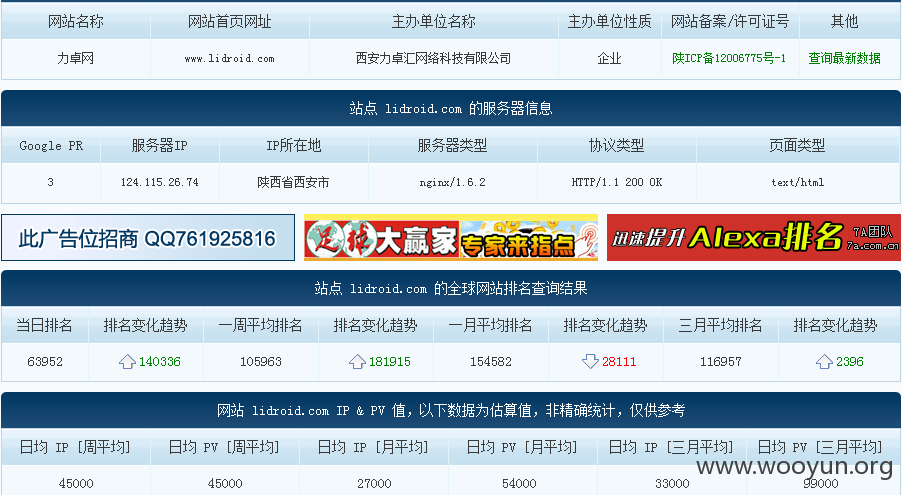 网站名称 网站首页网址 主办单位名称 主办单位性质 网站备案/许可证号 其他
力卓网 www.lidroid.com 西安力卓汇网络科技有限公司 企业 陕ICP备12006775号-1 查询最新数据
站点 lidroid.com 的服务器信息
Google PR 服务器IP IP所在地 服务器类型 协议类型 页面类型
3 124.115.26.74 陕西省西安市 nginx/1.6.2 HTTP/1.1 200 OK text/html
此广告位招商 QQ761925816 足球大赢家 专家来指点 迅速提升Alexa排名 7A团队
7a.com.cn
站点 lidroid.com 的全球网站排名查询结果
当日排名 排名变化趋势 一周平均排名 排名变化趋势 一月平均排名 排名变化趋势 三月平均排名 排名变化趋势
63952 140336 105963 181915 154582 28111 116957 2396
网站 lidroid.com IP & PV 值，以下数据为估算值，非精确统计，仅供参考
日均 IP [周平均] 日均 PV [周平均] 日均 IP [月平均] 日均 PV [月平均] 日均 IP [三月平均] 日均 PV [三月平均]
45000 45000 27000 54000 33000 99000
www.wooyun.org